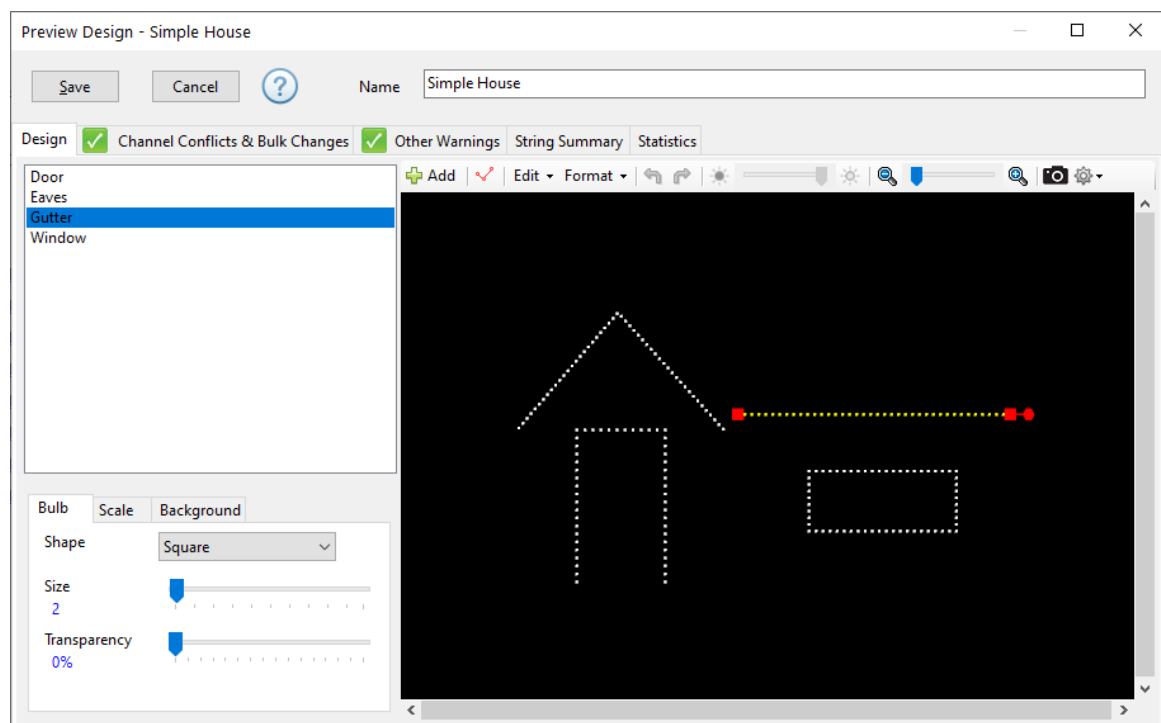 Preview Design - Simple House
Save Cancel ? Name Simple House
Design Channel Conflicts & Bulk Changes Other Warnings String Summary Statistics
Door
Eaves
Gutter
Window
Add Edit Format
Bulb Scale Background
Shape Square
Size
2
Transparency
0%